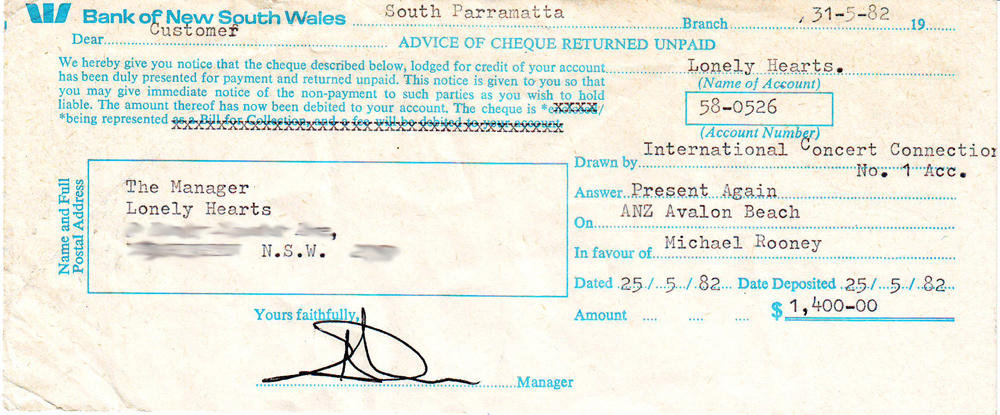 Bank of New South Wales South Parramatta Branch 31-5-82 19
Dear Customer
ADVICE OF CHEQUE RETURNED UNPAID
We hereby give you notice that the cheque described below, lodged for credit of your account
has been duly presented for payment and returned unpaid. This notice is given to you so that
you may give immediate notice of the non-payment to such parties as you wish to hold
liable. The amount thereof has now been debited to your account. The cheque is *
*being represented as a Bill for Collection, and a fee will be debited to your account.
Lonely Hearts.
(Name of Account)
58-0526
(Account Number)
Name and Full
Postal Address
The Manager
Lonely Hearts
N.S.W.
Drawn by International Concert Connection
No. 1 Acc.
Answer Present Again
On ANZ Avalon Beach
In favour of Michael Rooney
Dated 25/5/82 Date Deposited 25/5/82
Amount $ 1,400-00
Yours faithfully,
Manager